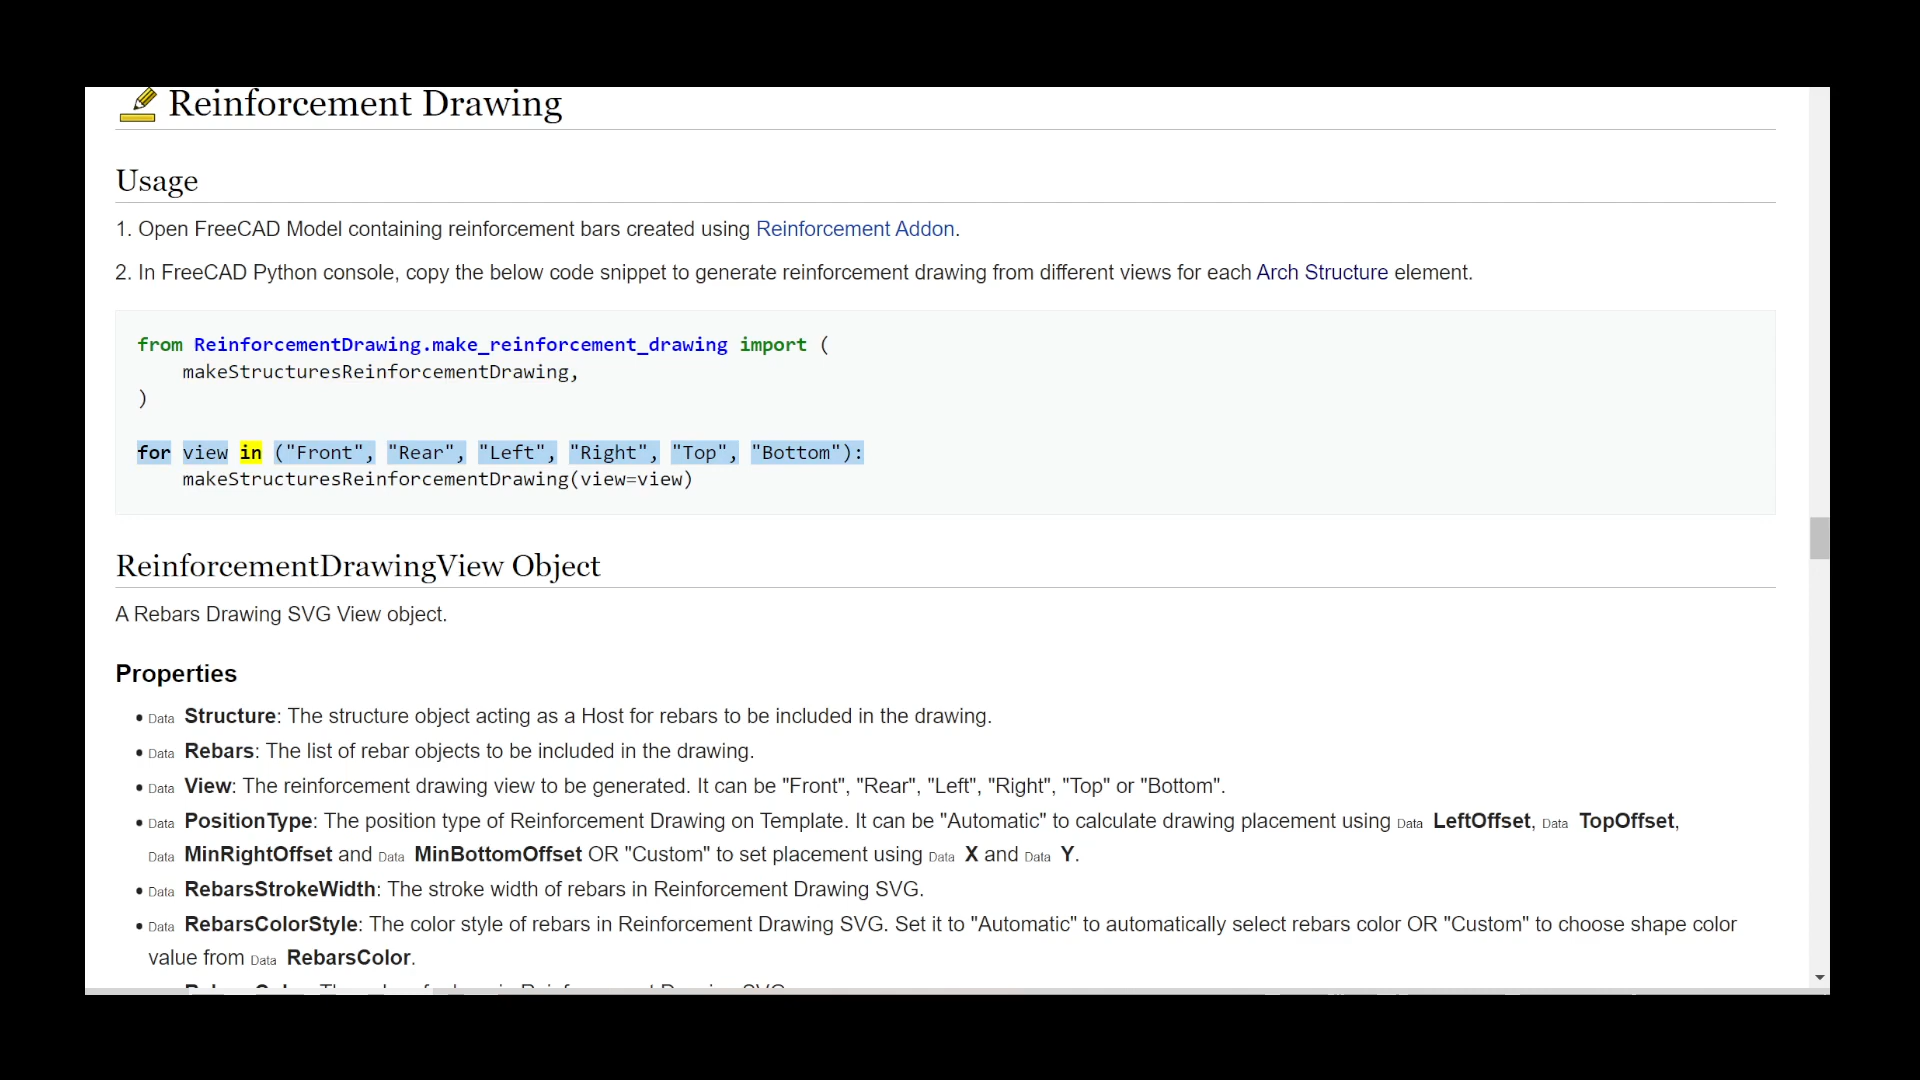 Reinforcement Drawing
Usage
1. Open FreeCAD Model containing reinforcement bars created using Reinforcement Addon.
2. In FreeCAD Python console, copy the below code snippet to generate reinforcement drawing from different views for each Arch Structure element.
from ReinforcementDrawing.make_reinforcement_drawing import (
    makeStructuresReinforcementDrawing,
)
for view in ("Front", "Rear", "Left", "Right", "Top", "Bottom"):
    makeStructuresReinforcementDrawing(view=view)
ReinforcementDrawingView Object
A Rebars Drawing SVG View object.
Properties
• Data Structure: The structure object acting as a Host for rebars to be included in the drawing.
• Data Rebars: The list of rebar objects to be included in the drawing.
• Data View: The reinforcement drawing view to be generated. It can be "Front", "Rear", "Left", "Right", "Top" or "Bottom".
• Data PositionType: The position type of Reinforcement Drawing on Template. It can be "Automatic" to calculate drawing placement using Data LeftOffset, Data TopOffset,
Data MinRightOffset and Data MinBottomOffset OR "Custom" to set placement using Data X and Data Y.
• Data RebarsStrokeWidth: The stroke width of rebars in Reinforcement Drawing SVG.
• Data RebarsColorStyle: The color style of rebars in Reinforcement Drawing SVG. Set it to "Automatic" to automatically select rebars color OR "Custom" to choose shape color
value from Data RebarsColor.